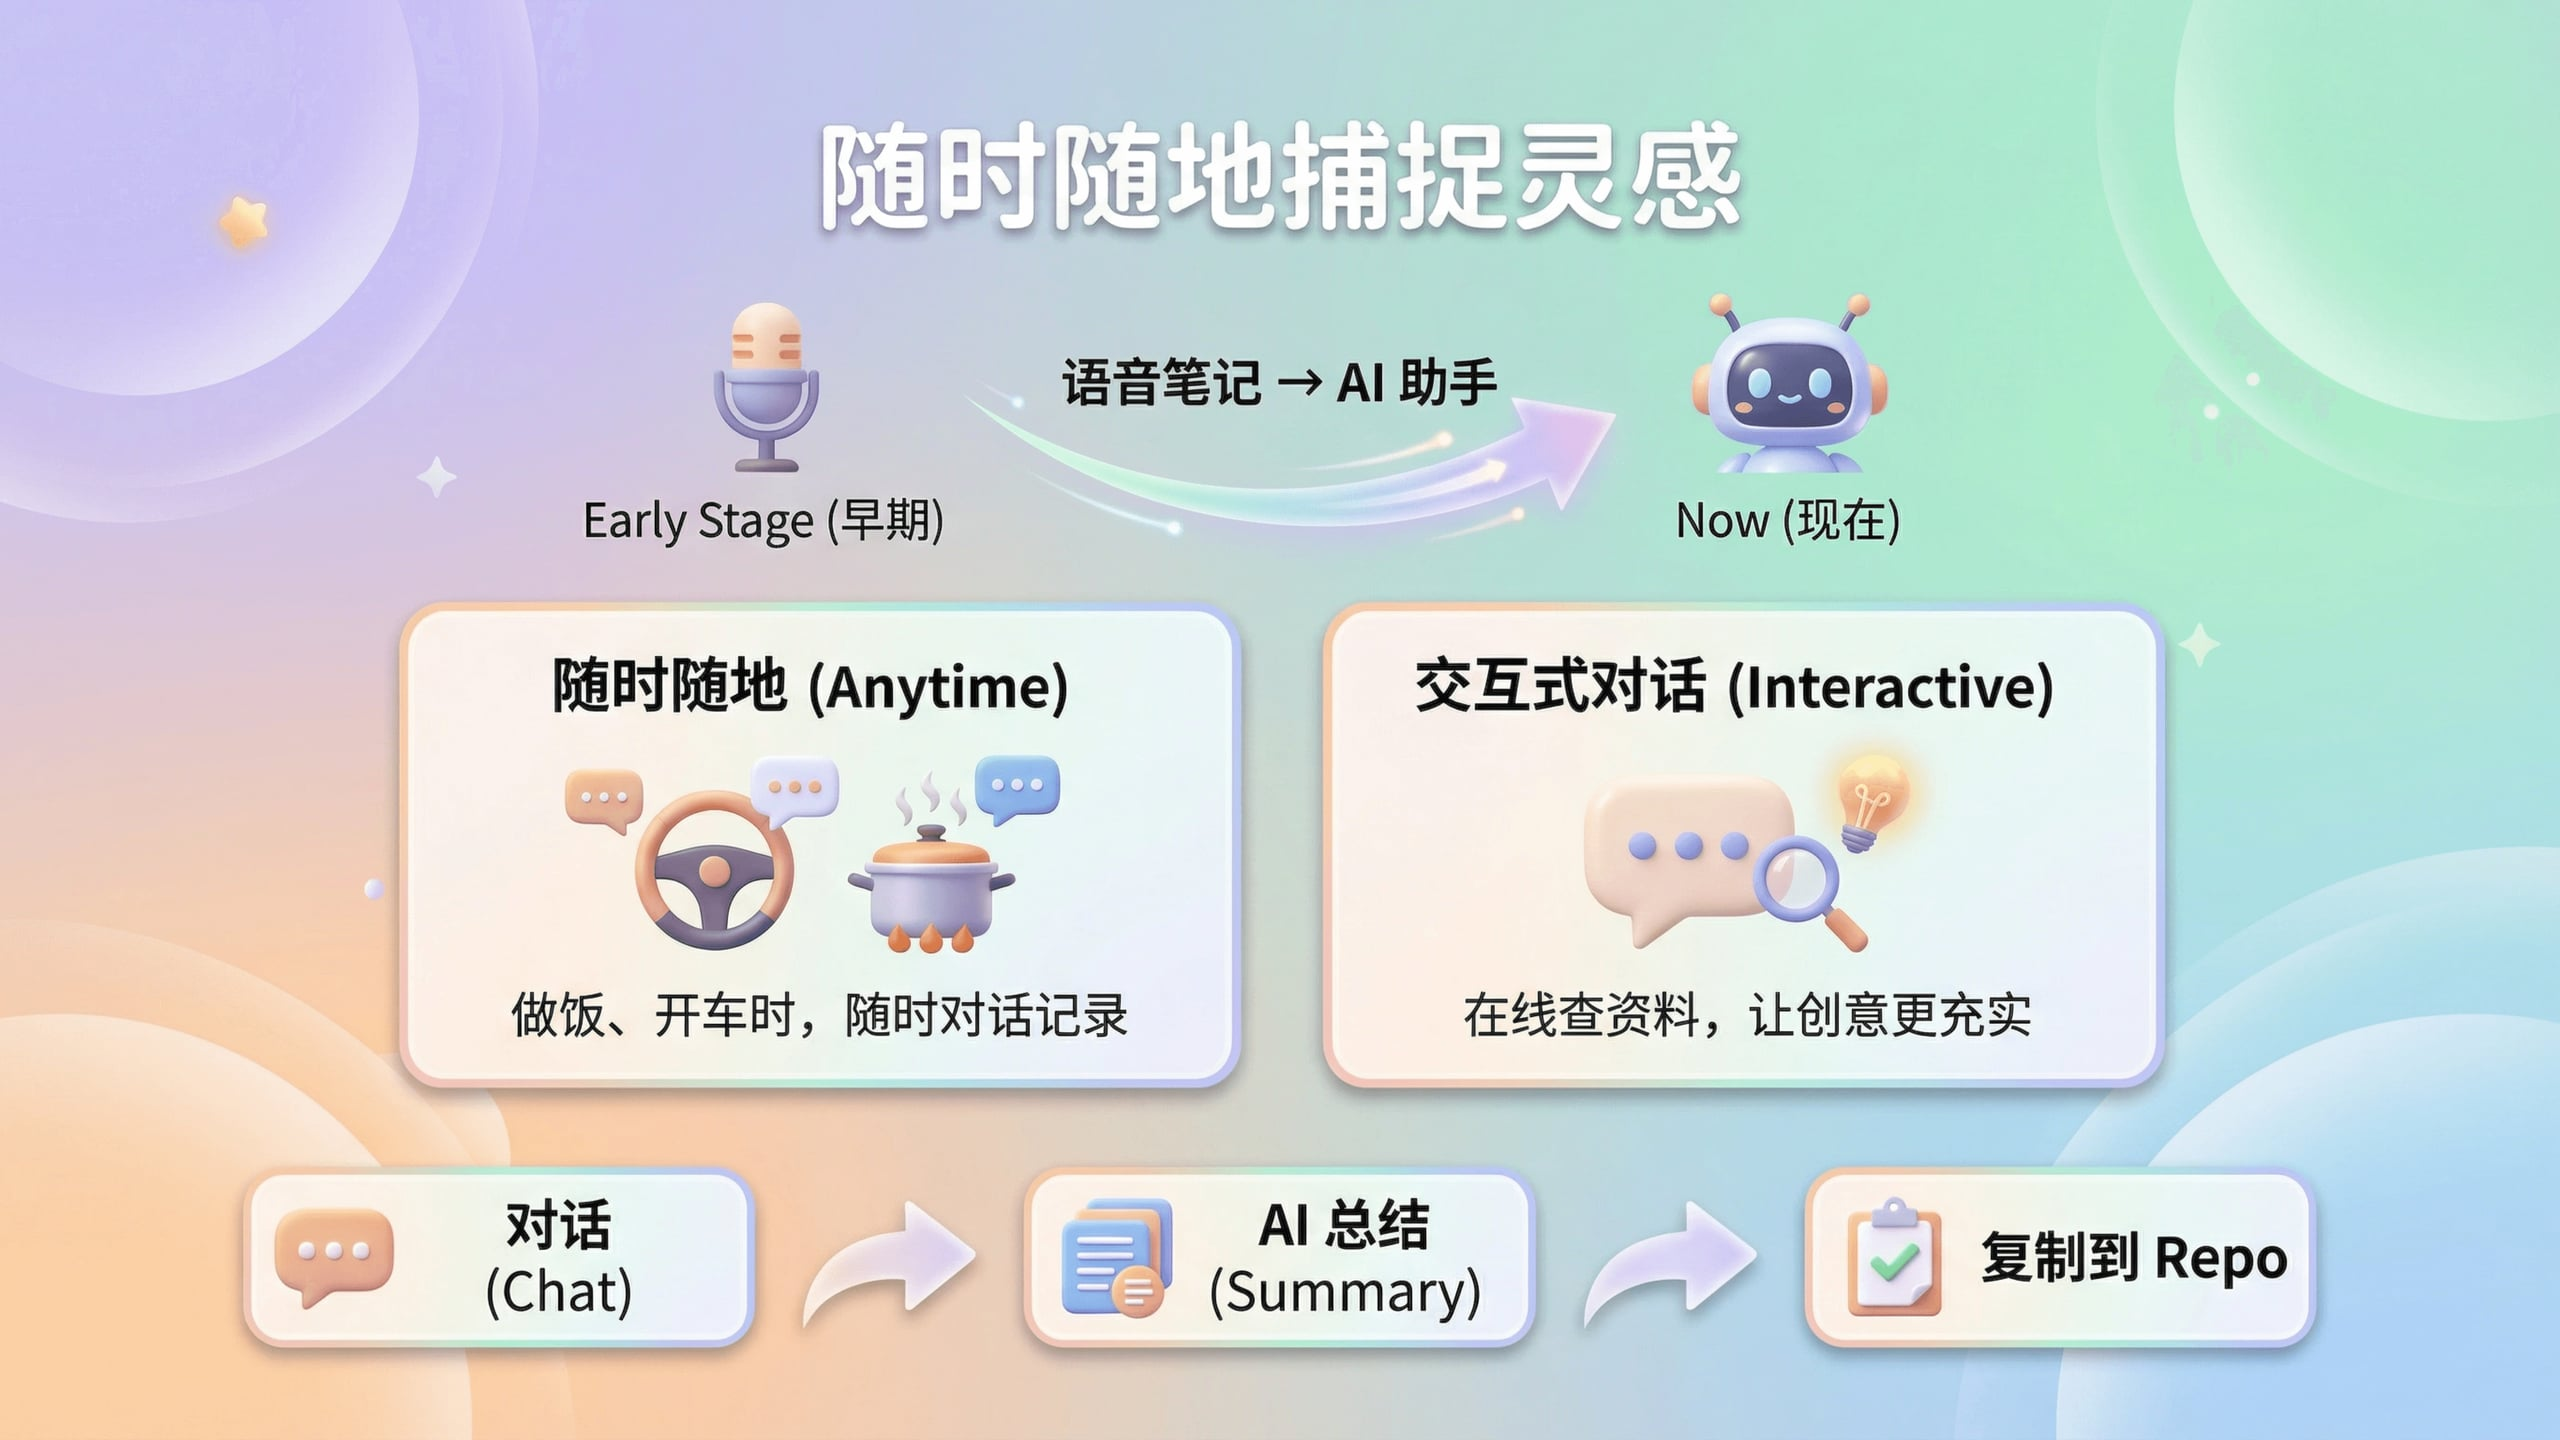 随时随地捕捉灵感
语音笔记 → AI 助手
Early Stage (早期)
Now (现在)
随时随地 (Anytime)
做饭、开车时，随时对话记录
交互式对话 (Interactive)
在线查资料，让创意更充实
对话
(Chat)
AI 总结
(Summary)
复制到 Repo